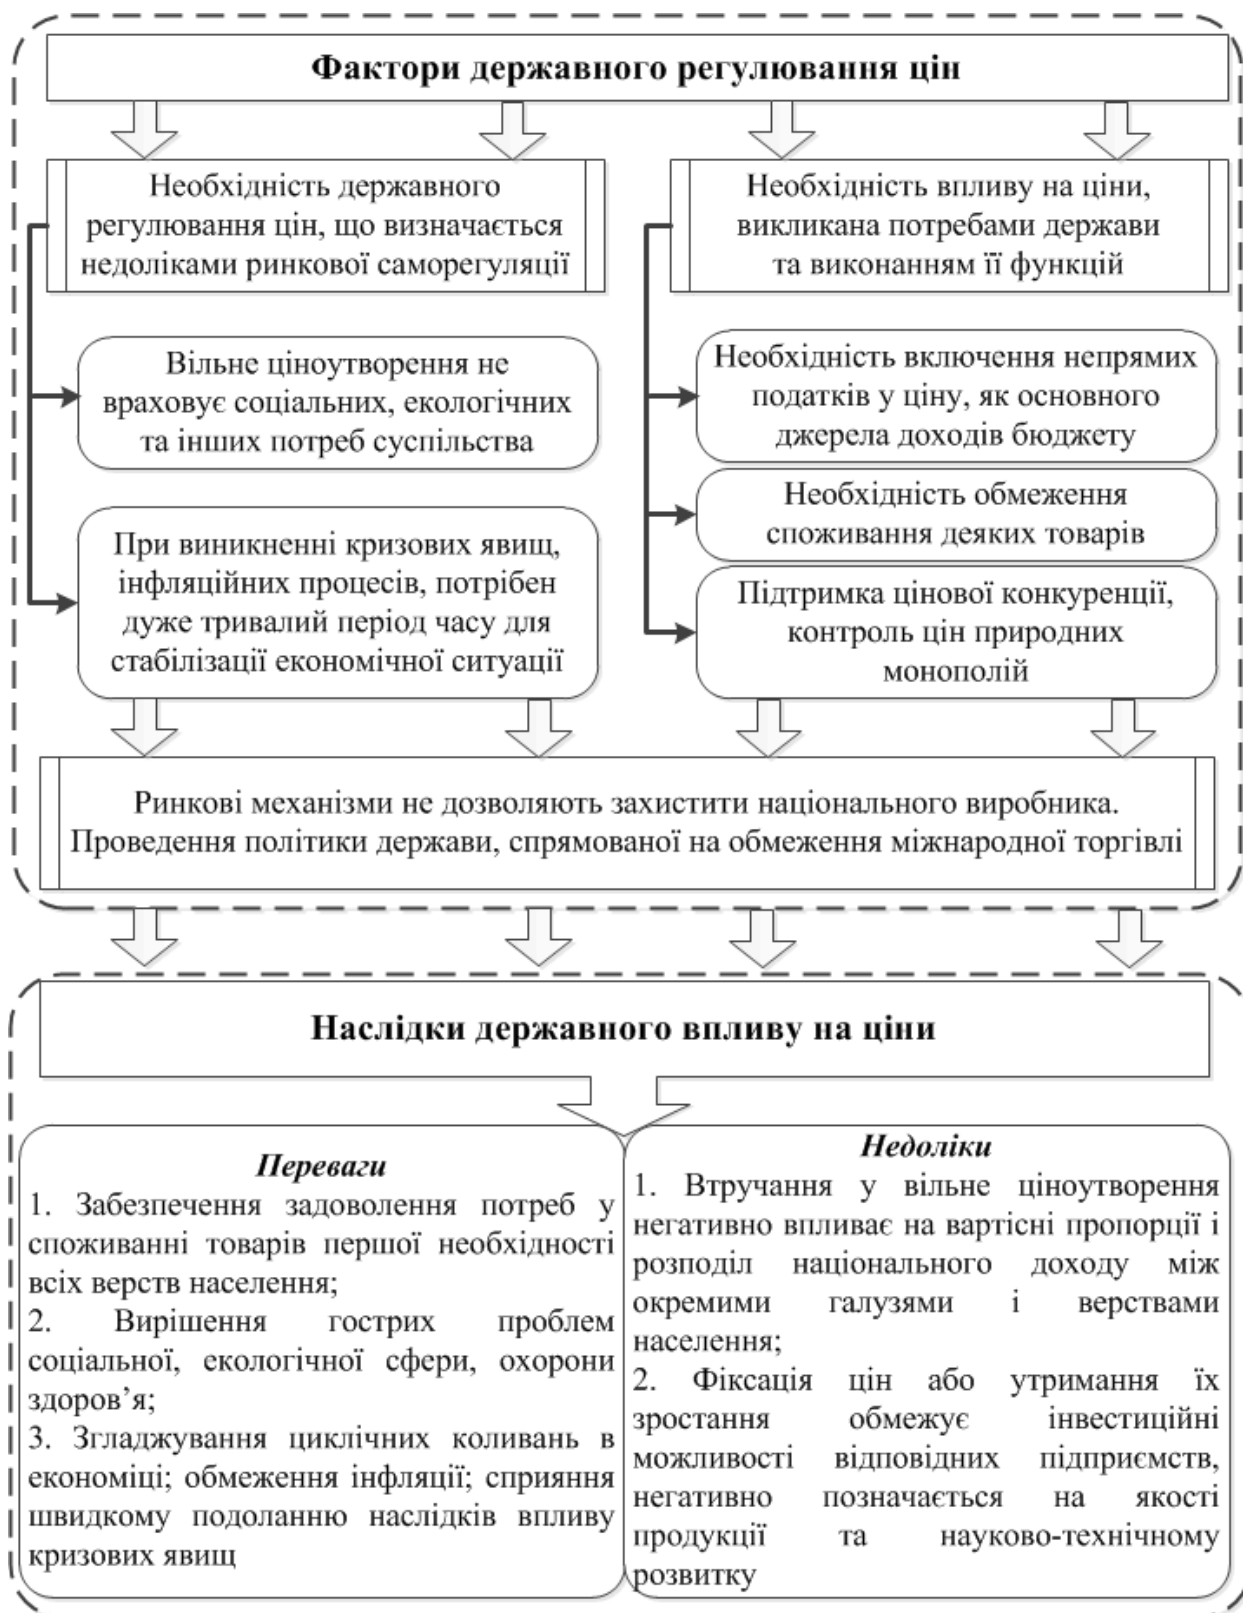 Фактори державного регулювання цін
Необхідність державного
регулювання цін, що визначається
недоліками ринкової саморегуляції
Вільне ціноутворення не
враховує соціальних, екологічних
та інших потреб суспільства
При виникненні кризових явищ,
інфляційних процесів, потрібен
дуже тривалий період часу для
стабілізації економічної ситуації
Необхідність впливу на ціни,
викликана потребами держави
та виконанням її функцій
Необхідність включення непрямих
податків у ціну, як основного
джерела доходів бюджету
Необхідність обмеження
споживання деяких товарів
Підтримка цінової конкуренції,
контроль цін природних
монополій
Ринкові механізми не дозволяють захистити національного виробника.
Проведення політики держави, спрямованої на обмеження міжнародної торгівлі
Наслідки державного впливу на ціни
Переваги
1. Забезпечення задоволення потреб у
споживанні товарів першої необхідності
всіх верств населення;
2. Вирішення гострих проблем
соціальної, екологічної сфери, охорони
здоров’я;
3. Згладжування циклічних коливань в
економіці; обмеження інфляції; сприяння
швидкому подоланню наслідків впливу
кризових явищ
Недоліки
1. Втручання у вільне ціноутворення
негативно впливає на вартісні пропорції і
розподіл національного доходу між
окремими галузями і верствами
населення;
2. Фіксація цін або утримання їх
зростання обмежує інвестиційні
можливості відповідних підприємств,
негативно позначається на якості
продукції та науково-технічному
розвитку